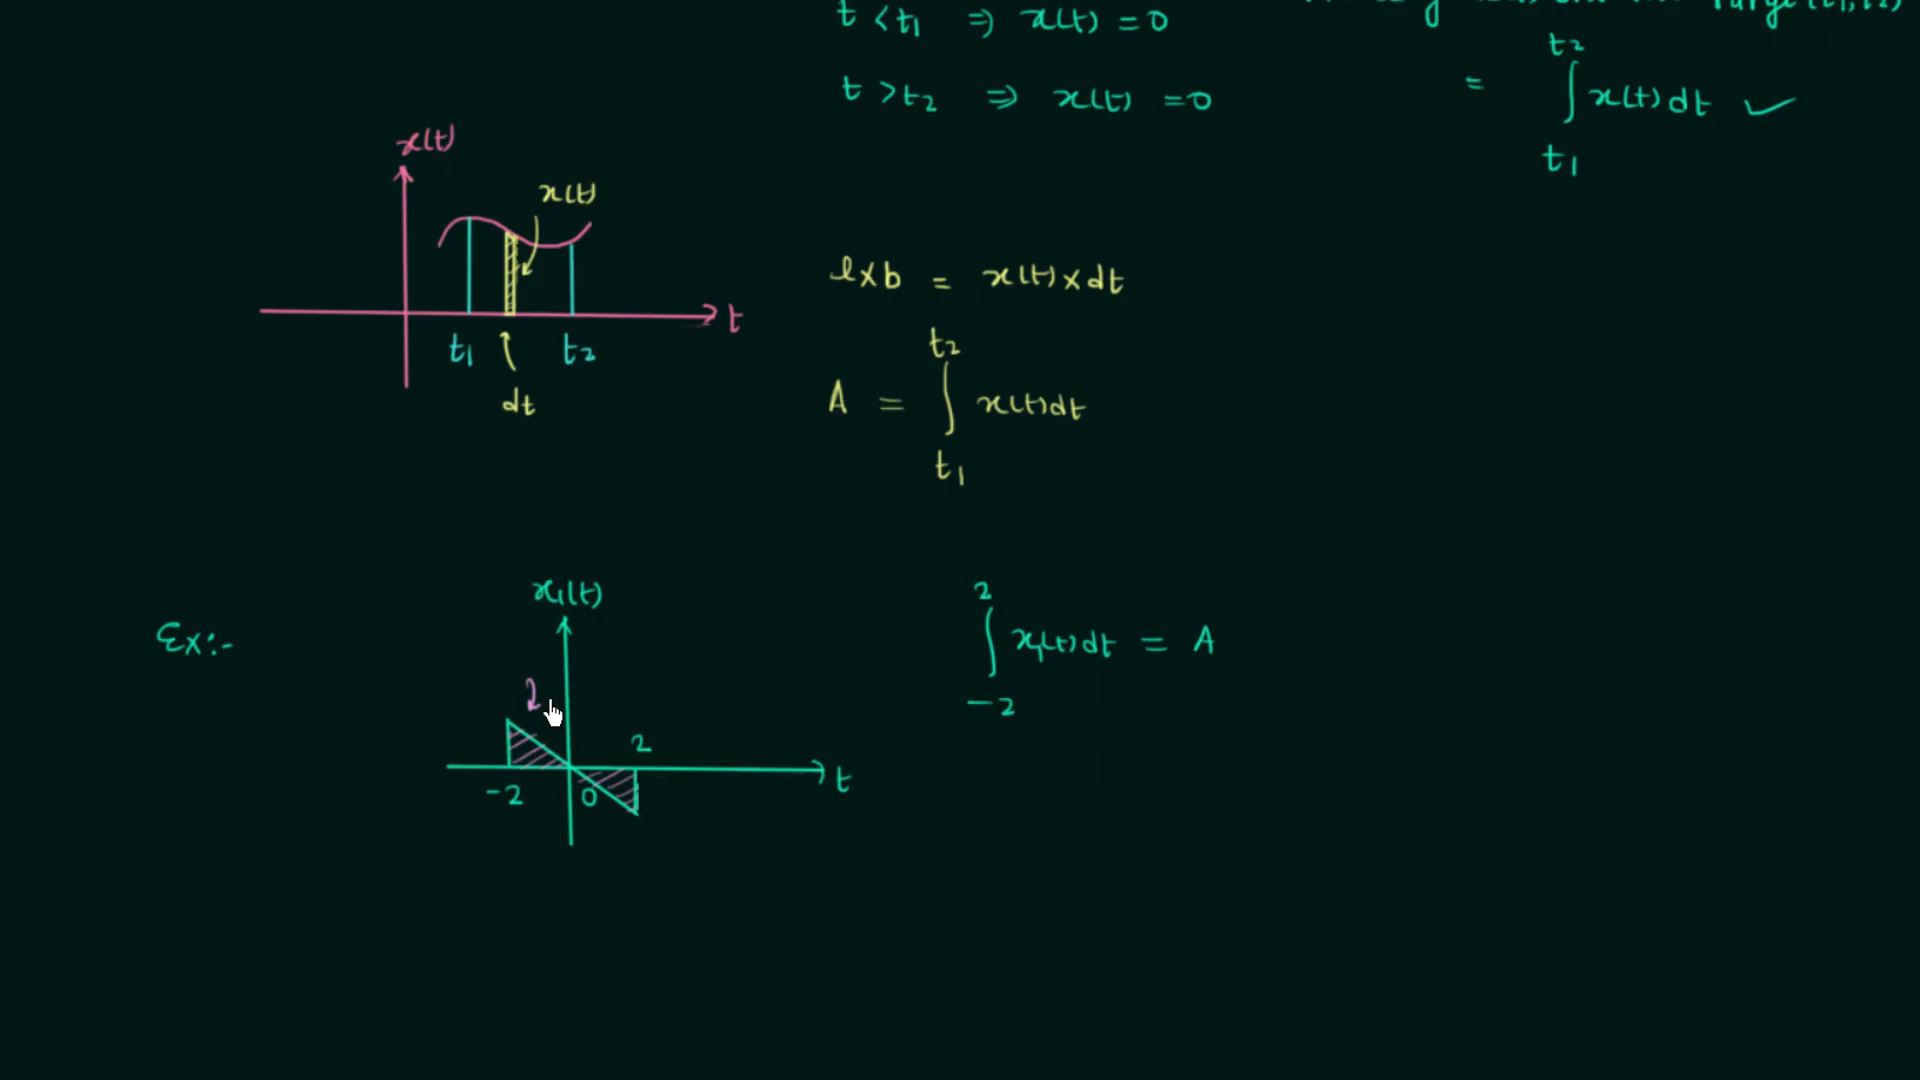 t < t1 ⇒ x(t) = 0
t > t2 ⇒ x(t) = 0
= ∫ t1 t2 x(t) dt ✓
x(t)
x(t)
t
t1 t2
dt
l×b = x(t)×dt
A = ∫ t1 t2 x(t)dt
Ex:-
x1(t)
2
-2 0
t
∫ -2 2 x1(t)dt = A